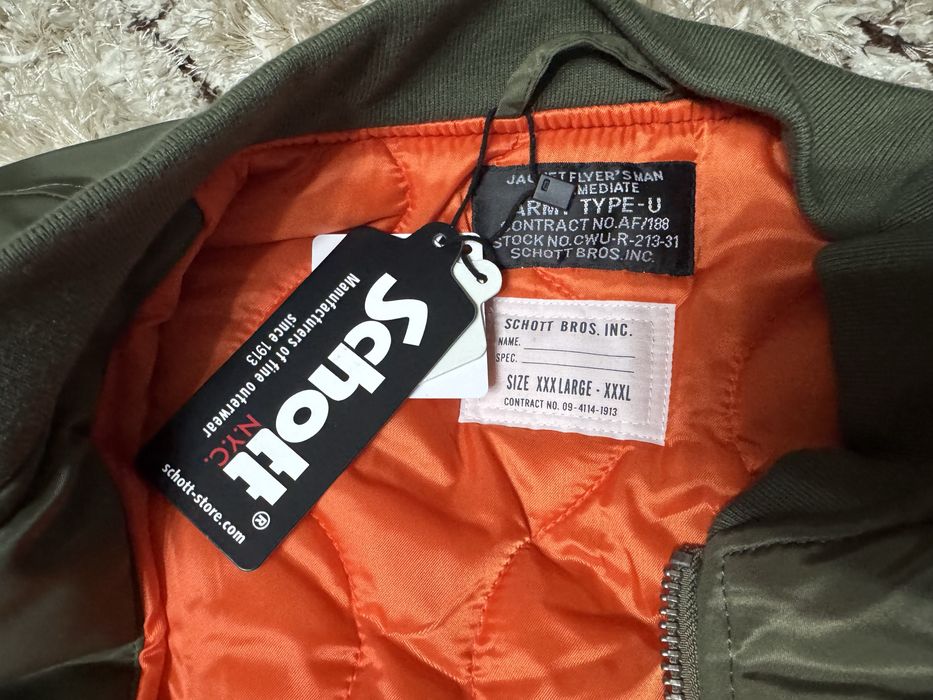 JACKET FLYER'S MAN
MEDIATE
ARMY TYPE-U
CONTRACT NO.AF/188
STOCK NO.CWU-R-213-31
SCHOTT BROS.INC.
SCHOTT BROS. INC.
NAME.
SPEC.
SIZE XXXLARGE - XXXL
CONTRACT NO. 09-4114-1913
Schott
N.Y.C.
®
Manufacturers of fine outerwear
since 1913
schott-store.com